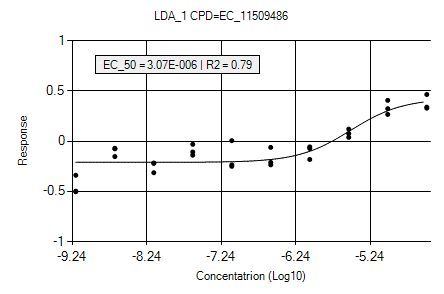 LDA_1 CPD=EC_11509486
EC_50 = 3.07E-006 | R2 = 0.79
1
0.5
0
-0.5
-1
Response
-9.24 -8.24 -7.24 -6.24 -5.24
Concentatrion (Log10)